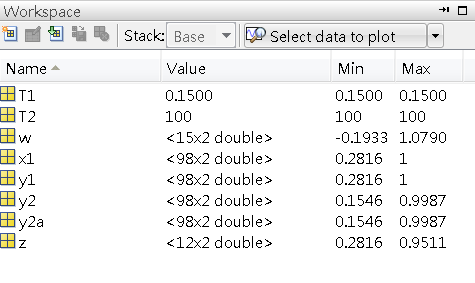 Workspace
Stack: Base Select data to plot
Name Value Min Max
T1 0.1500 0.1500 0.1500
T2 100 100 100
w <15x2 double> -0.1933 1.0790
x1 <98x2 double> 0.2816 1
y1 <98x2 double> 0.2816 1
y2 <98x2 double> 0.1546 0.9987
y2a <98x2 double> 0.1546 0.9987
z <12x2 double> 0.2816 0.9511